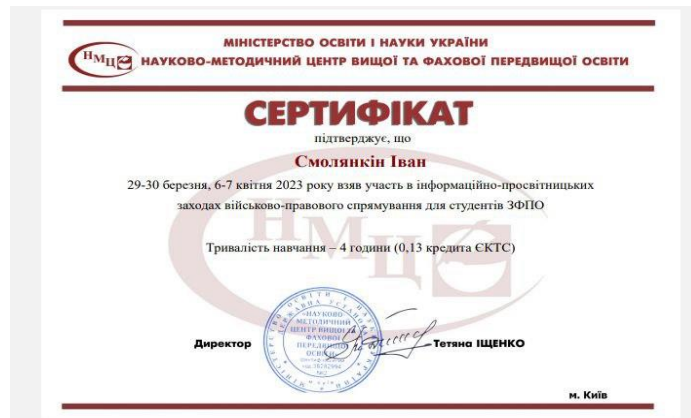 МІНІСТЕРСТВО ОСВІТИ І НАУКИ УКРАЇНИ
НМЦ
НАУКОВО-МЕТОДИЧНИЙ ЦЕНТР ВИЩОЇ ТА ФАХОВОЇ ПЕРЕДВИЩОЇ ОСВІТИ
СЕРТИФІКАТ
підтверджує, що
Смолянкін Іван
29-30 березня, 6-7 квітня 2023 року взяв участь в інформаційно-просвітницьких
заходах військово-правового спрямування для студентів ЗФПО
НМЦ
Тривалість навчання – 4 години (0,13 кредита ЄКТС)
«НАУКОВО
МЕТОДИЧНИЙ
ЦЕНТР ВИЩОЇ ТА
ФАХОВОЇ
ПЕРЕДВИЩОЇ
ОСВІТИ»
Директор
Тетяна ІЩЕНКО
м. Київ